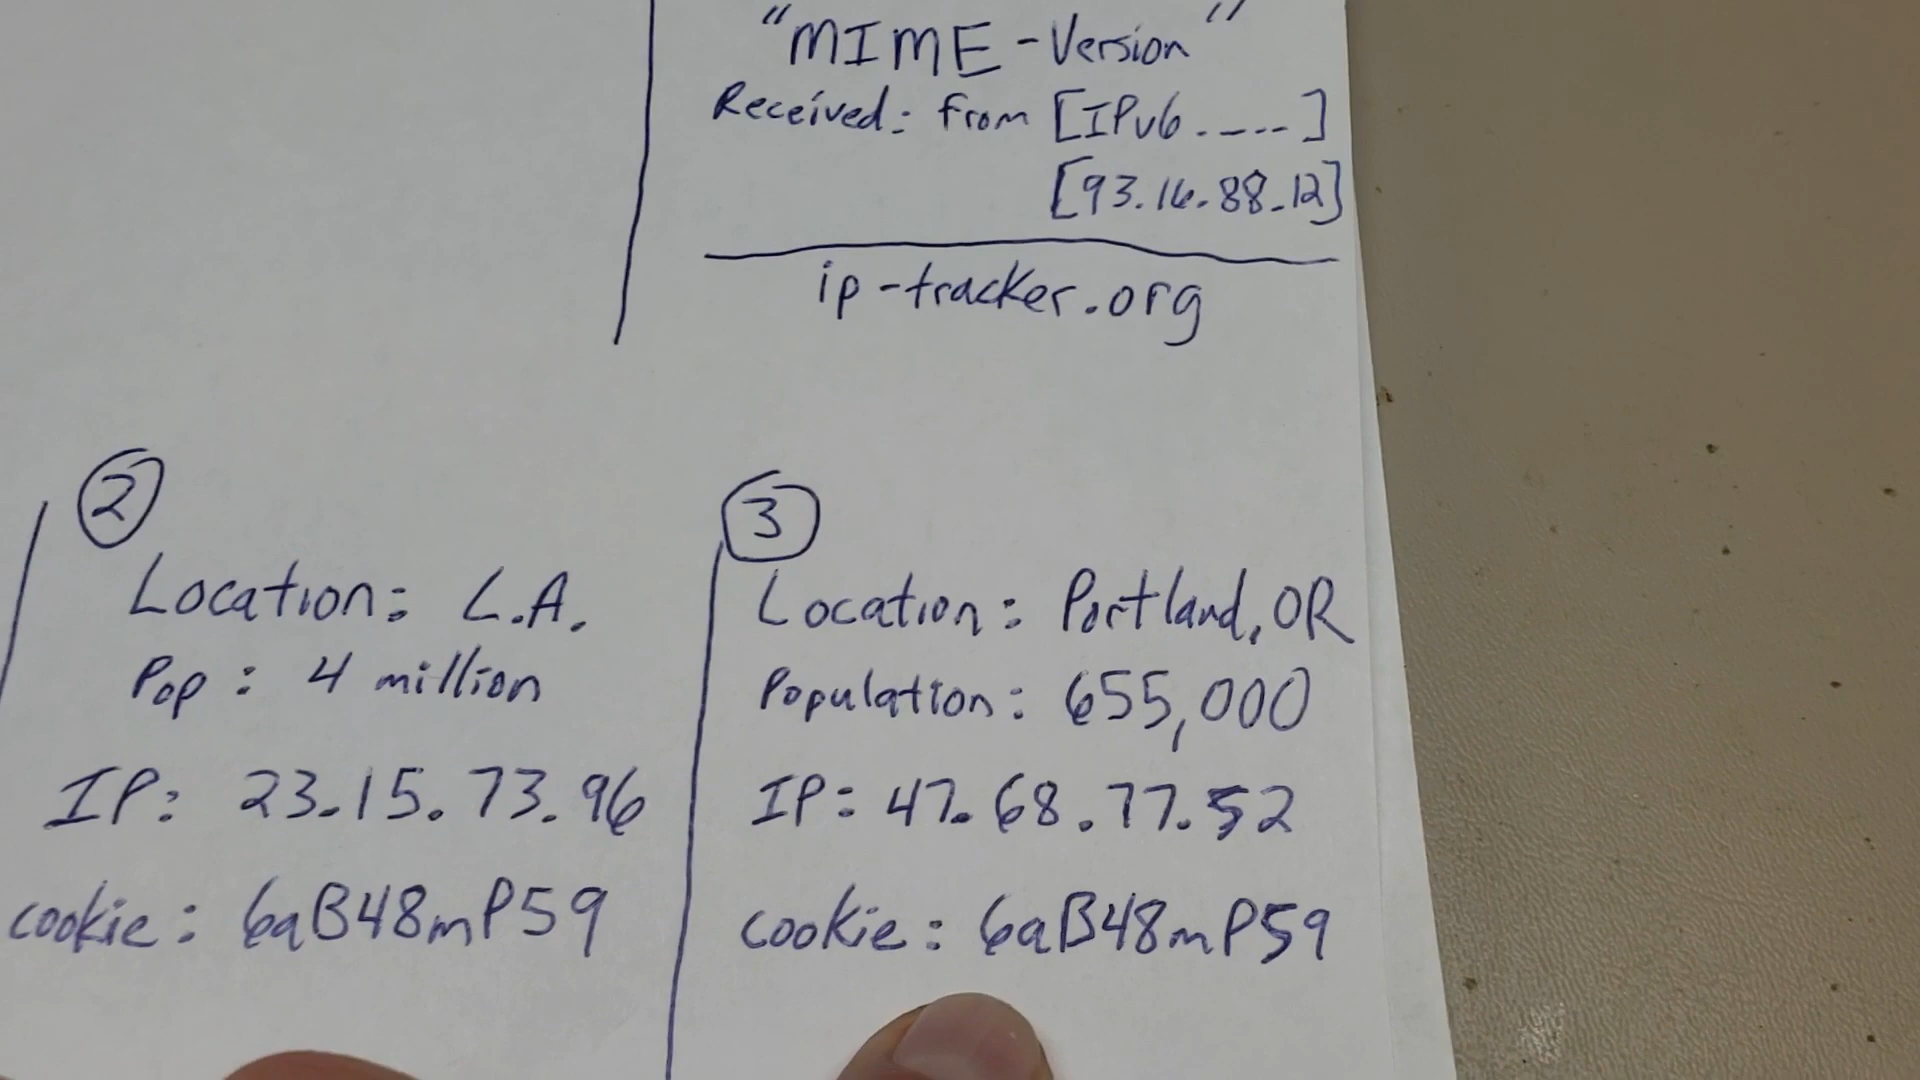 "MIME-Version"
Received: from [IPv6.----]
[93.16.88.12]
ip-tracker.org
2
Location: L.A.
Pop: 4 million
IP: 23.15.73.96
cookie: 6aB48mP59
3
Location: Portland, OR
Population: 655,000
IP: 47.68.77.52
cookie: 6aB48mP59